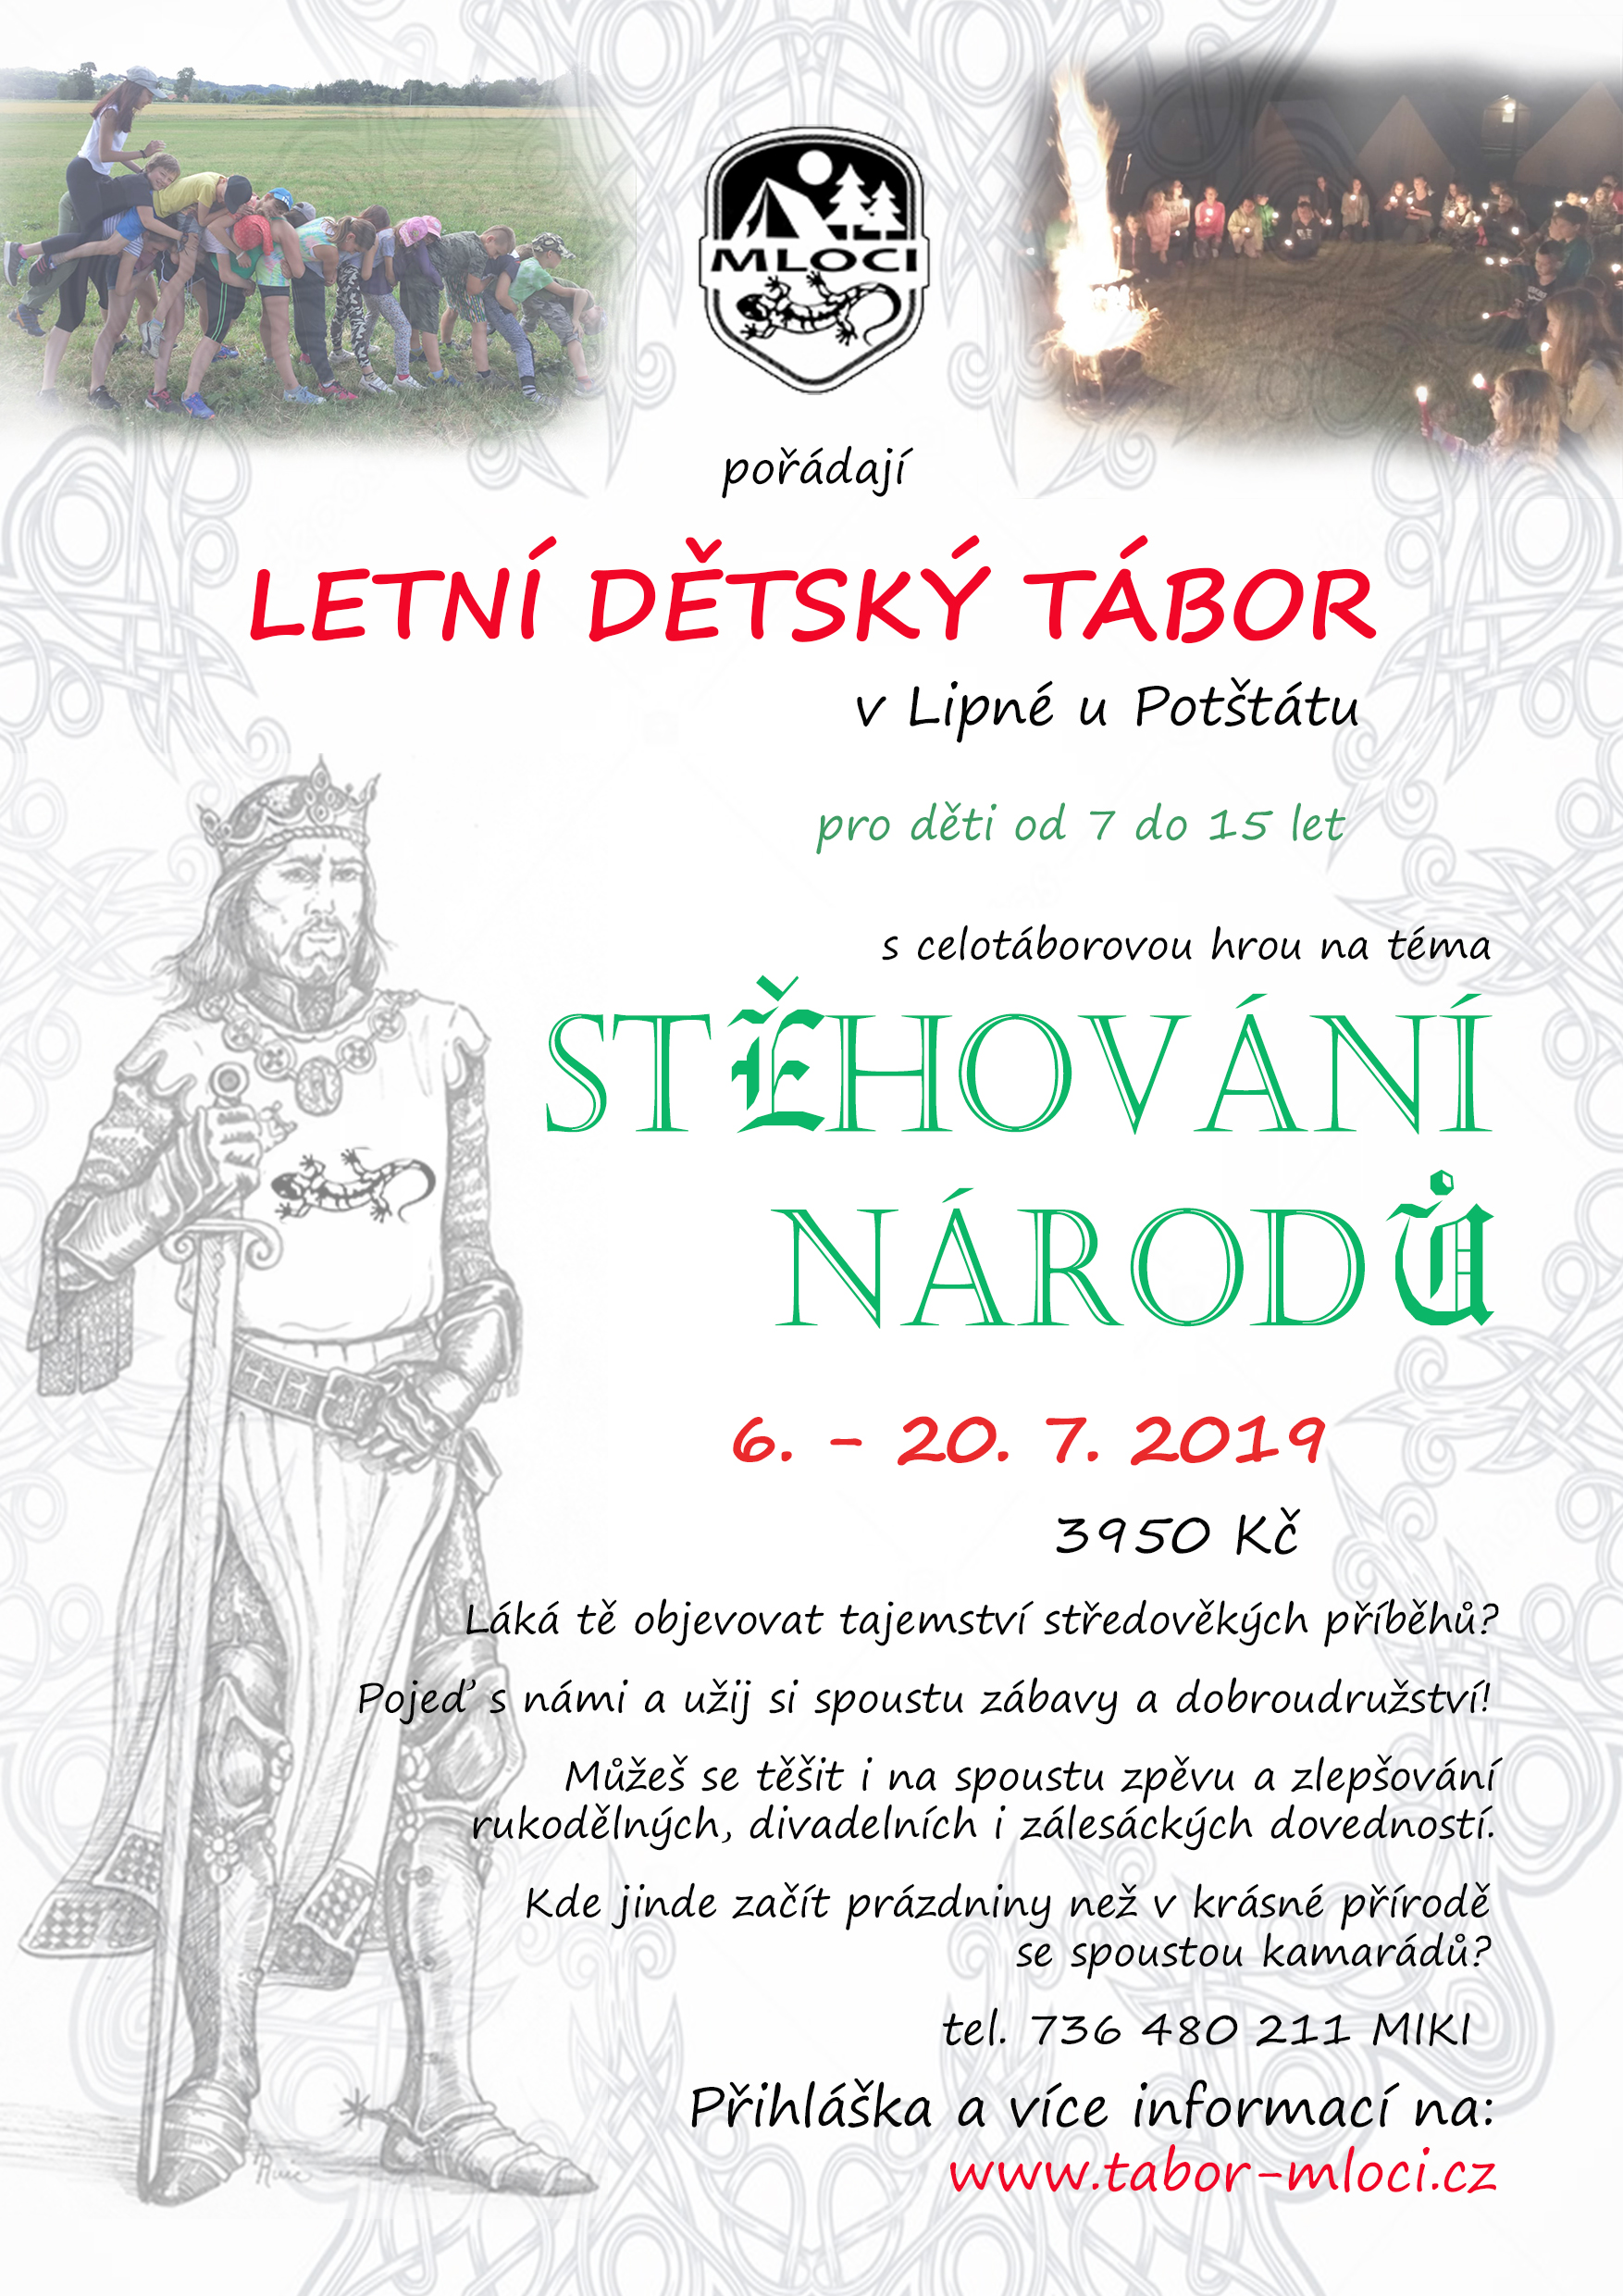 MLOCI
pořádají
LETNÍ DĚTSKÝ TÁBOR
v Lipné u Potštátu
pro děti od 7 do 15 let
s celotáborovou hrou na téma
STĚHOVÁNÍ
NÁRODŮ
6. - 20. 7. 2019
3950 Kč
Láká tě objevovat tajemství středověkých příběhů?
Pojeď s námi a užij si spoustu zábavy a dobroudružství!
Můžeš se těšit i na spoustu zpěvu a zlepšování
rukodělných, divadelních i zálesáckých dovedností.
Kde jinde začít prázdniny než v krásné přírodě
se spoustou kamarádů?
tel. 736 480 211 MIKI
Přihláška a více informací na:
www.tabor-mloci.cz